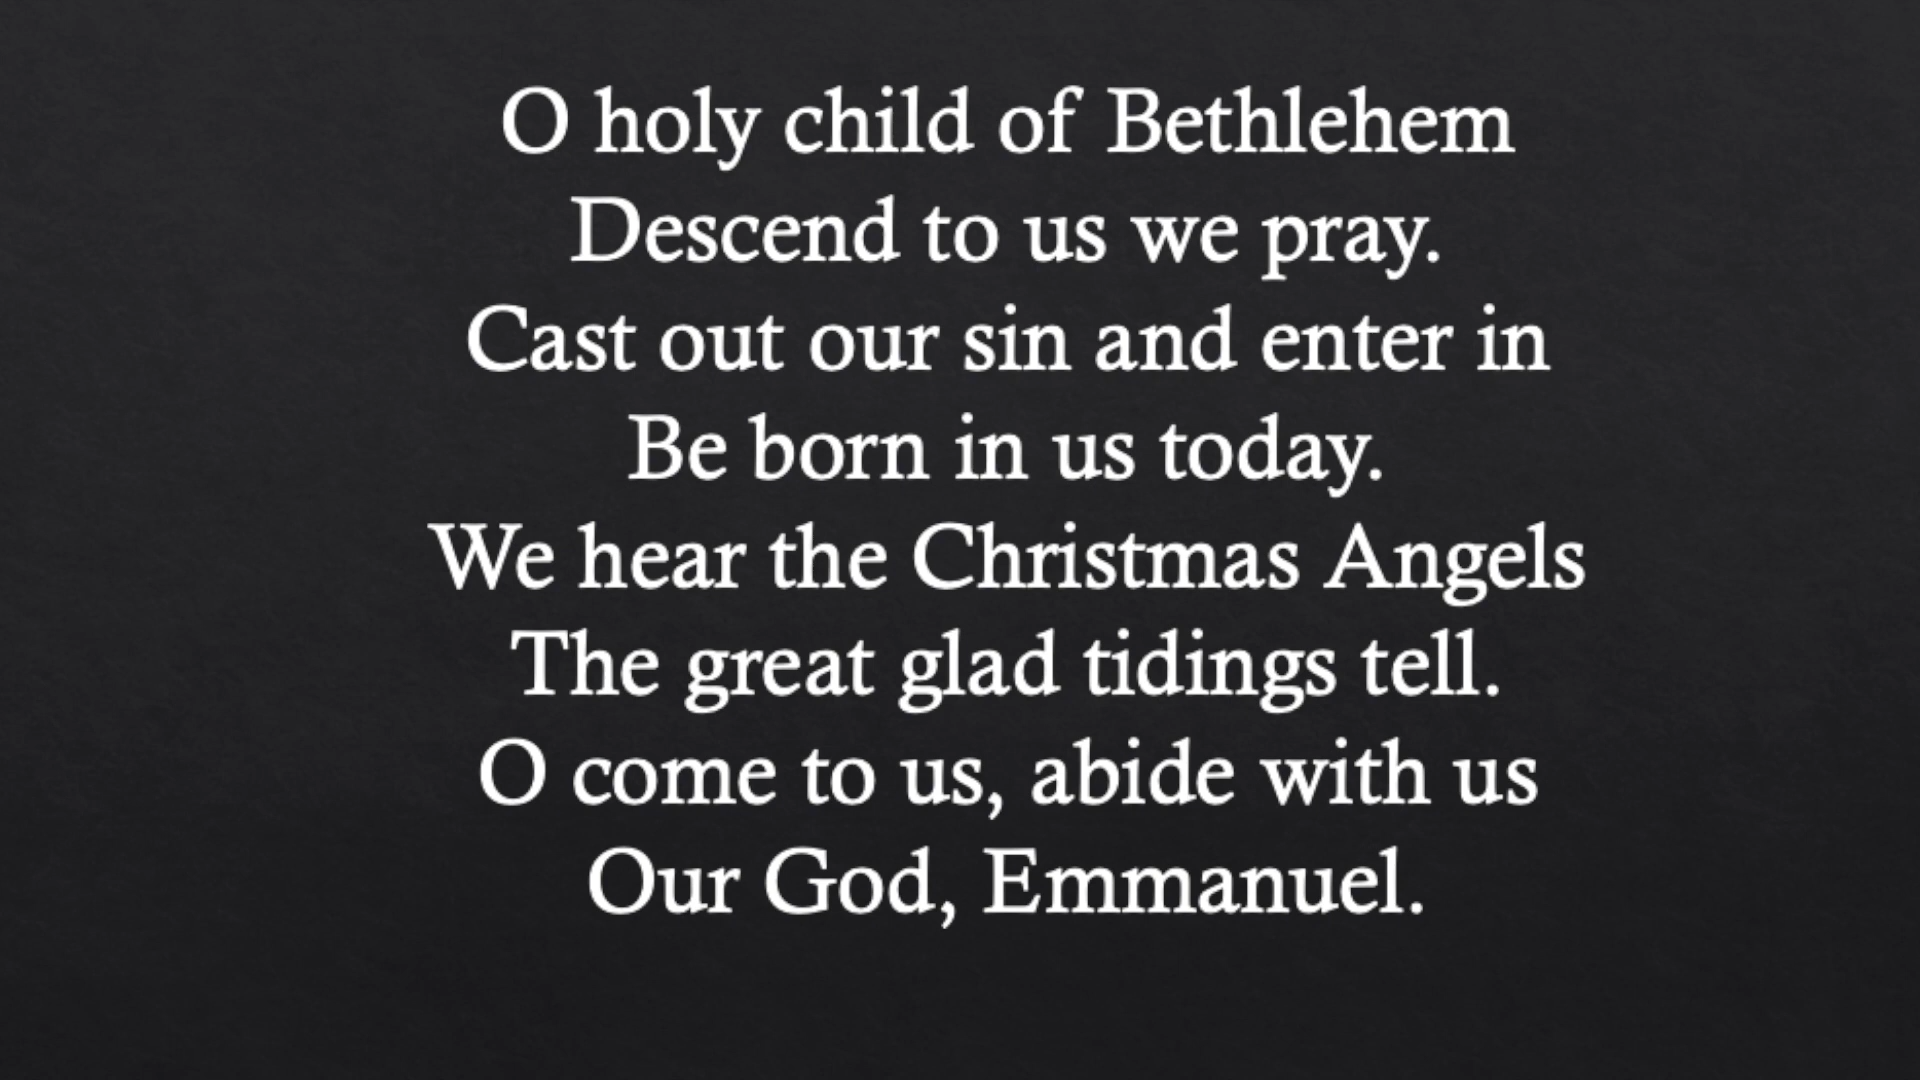 O holy child of Bethlehem
Descend to us we pray.
Cast out our sin and enter in
Be born in us today.
We hear the Christmas Angels
The great glad tidings tell.
O come to us, abide with us
Our God, Emmanuel.